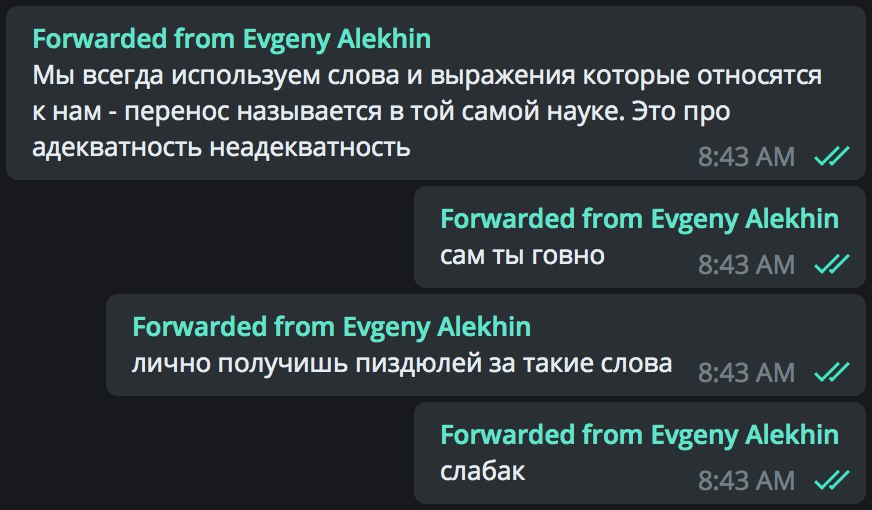 Forwarded from Evgeny Alekhin
Мы всегда используем слова и выражения которые относятся
к нам - перенос называется в той самой науке. Это про
адекватность неадекватность
8:43 AM
Forwarded from Evgeny Alekhin
сам ты говно
8:43 AM
Forwarded from Evgeny Alekhin
лично получишь пиздюлей за такие слова
8:43 AM
Forwarded from Evgeny Alekhin
слабак
8:43 AM